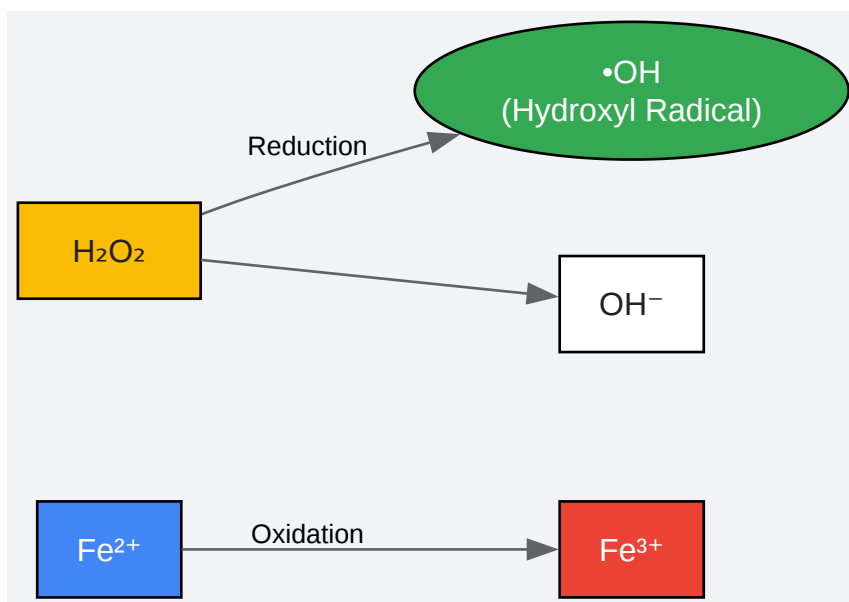 •OH
(Hydroxyl Radical)
Reduction
H₂O₂
OH⁻
Oxidation
Fe²⁺
Fe³⁺